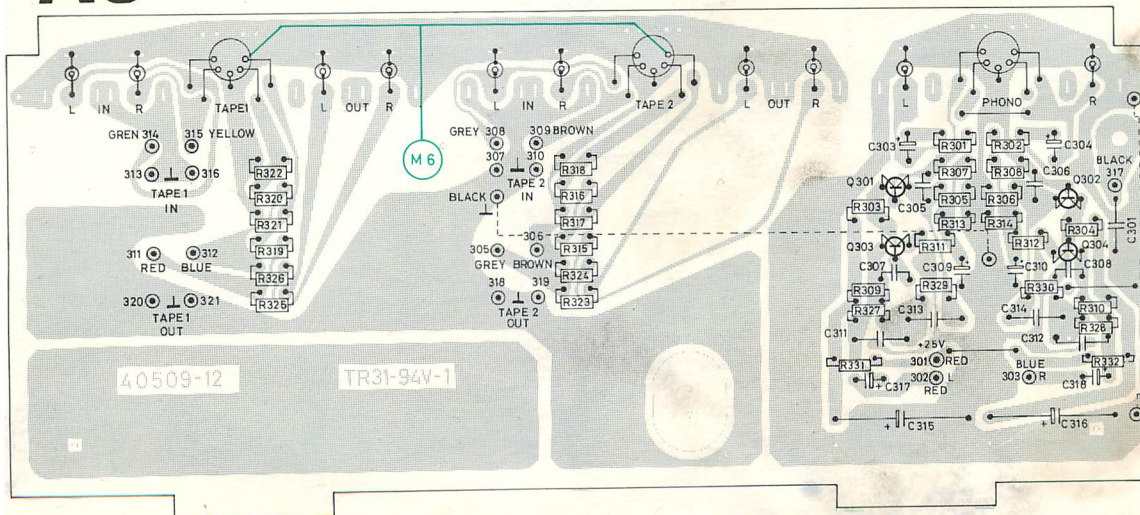 L IN R TAPE1 L OUT R
L IN R TAPE 2 L OUT R
L PHONO R
GREN 314 315 YELLOW
313 316
TAPE 1
IN
311 312
RED BLUE
320 321
TAPE 1
OUT
R322
R320
R321
R319
R326
R325
M 6
GREY 308 309 BROWN
307 310
TAPE 2
IN
BLACK
306
305
GREY BROWN
318 319
TAPE 2
OUT
R318
R316
R317
R315
R324
R323
C303 R301 R302 C304
R307 R308 C306 BLACK
Q301 Q302 317
C305 R305 R306
R303 R313 R314 R304 C301
Q303 R311 R312 Q304
C307 C309 C310 C308
R309 R329 R330 R310
R327 C313 C314 R328
C311 C312
+25V
301 RED BLUE
R331 R332
C317 302 L 303 R C318
RED
C315 C316
40509-12 TR31-94V-1